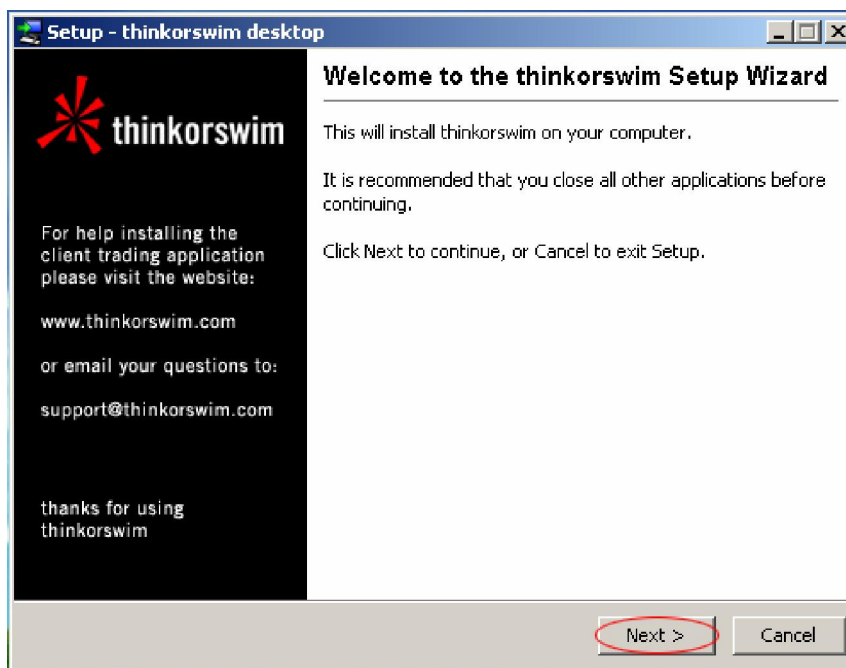 Setup - thinkorswim desktop
thinkorswim
For help installing the
client trading application
please visit the website:
www.thinkorswim.com
or email your questions to:
support@thinkorswim.com
thanks for using
thinkorswim
Welcome to the thinkorswim Setup Wizard
This will install thinkorswim on your computer.
It is recommended that you close all other applications before
continuing.
Click Next to continue, or Cancel to exit Setup.
Next >
Cancel